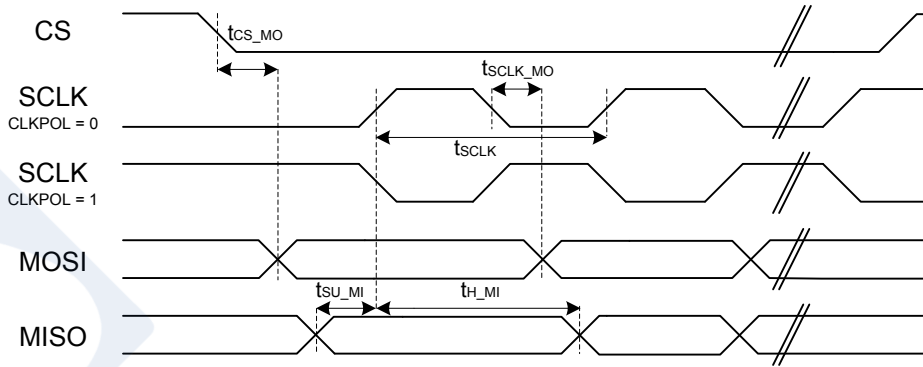 CS
tCS_MO
SCLK
CLKPOL = 0
tSCLK_MO
tSCLK
SCLK
CLKPOL = 1
MOSI
tSU_MI
tH_MI
MISO